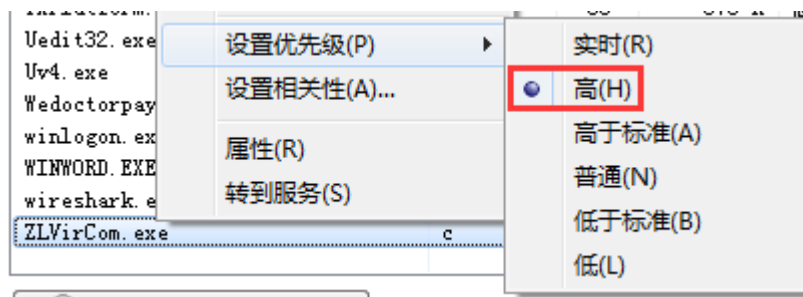 Uedit32.exe
Uv4.exe
Wedoctorpay
winlogon.ex
WINWORD.EXE
wireshark.e
ZLVirCom.exe
c
设置优先级(P)
设置相关性(A)...
属性(R)
转到服务(S)
实时(R)
高(H)
高于标准(A)
普通(N)
低于标准(B)
低(L)